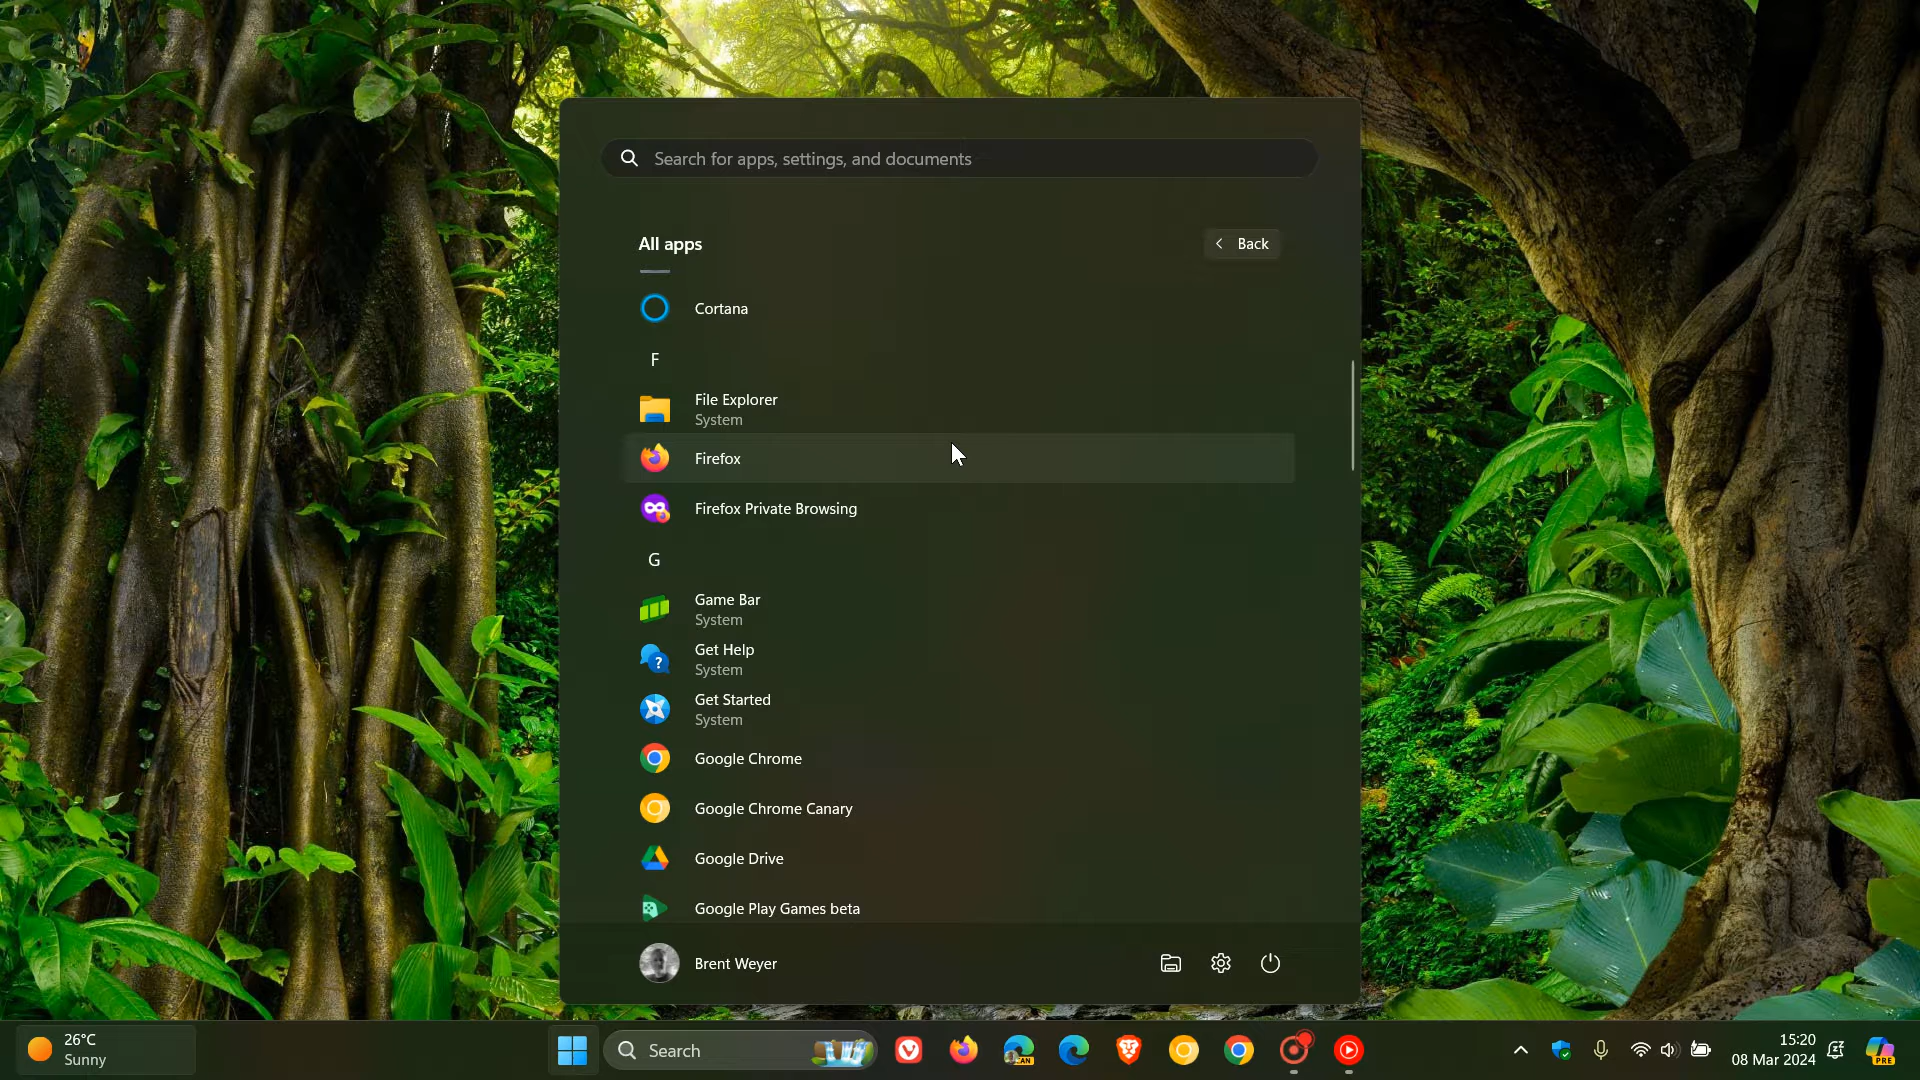 Search for apps, settings, and documents
All apps
Back
Cortana
F
File Explorer
System
Firefox
Firefox Private Browsing
G
Game Bar
System
Get Help
System
Get Started
System
Google Chrome
Google Chrome Canary
Google Drive
Google Play Games beta
Brent Weyer
26°C
Sunny
Search
CAN
15:20
08 Mar 2024
PRE